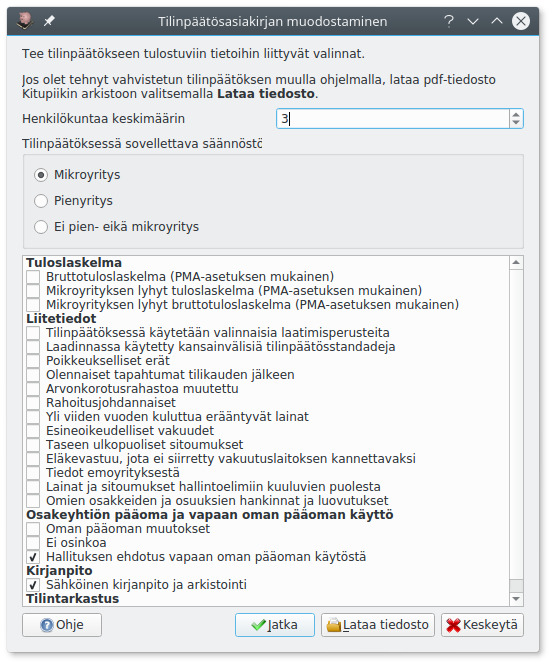 Tilinpäätösasiakirjan muodostaminen
Tee tilinpäätökseen tulostuviin tietoihin liittyvät valinnat.
Jos olet tehnyt vahvistetun tilinpäätöksen muulla ohjelmalla, lataa pdf-tiedosto
Kitupiikin arkistoon valitsemalla Lataa tiedosto.
Henkilökuntaa keskimäärin 3
Tilinpäätöksessä sovellettava säännöstö
Mikroyritys
Pienyritys
Ei pien- eikä mikroyritys
Tuloslaskelma
Bruttotuloslaskelma (PMA-asetuksen mukainen)
Mikroyrityksen lyhyt tuloslaskelma (PMA-asetuksen mukainen)
Mikroyrityksen lyhyt bruttotuloslaskelma (PMA-asetuksen mukainen)
Liitetiedot
Tilinpäätöksessä käytetään valinnaisia laatimisperusteita
Laadinnassa käytetty kansainvälisiä tilinpäätösstandadeja
Poikkeukselliset erät
Olennaiset tapahtumat tilikauden jälkeen
Arvonkorotusrahastoa muutettu
Rahoitusjohdannaiset
Yli viiden vuoden kuluttua erääntyvät lainat
Esineoikeudelliset vakuudet
Taseen ulkopuoliset sitoumukset
Eläkevastuu, jota ei siirretty vakuutuslaitoksen kannettavaksi
Tiedot emoyrityksestä
Lainat ja sitoumukset hallintoelimiin kuuluvien puolesta
Omien osakkeiden ja osuuksien hankinnat ja luovutukset
Osakeyhtiön pääoma ja vapaan oman pääoman käyttö
Oman pääoman muutokset
Ei osinkoa
Hallituksen ehdotus vapaan oman pääoman käytöstä
Kirjanpito
Sähköinen kirjanpito ja arkistointi
Tilintarkastus
Ohje Jatka Lataa tiedosto Keskeytä